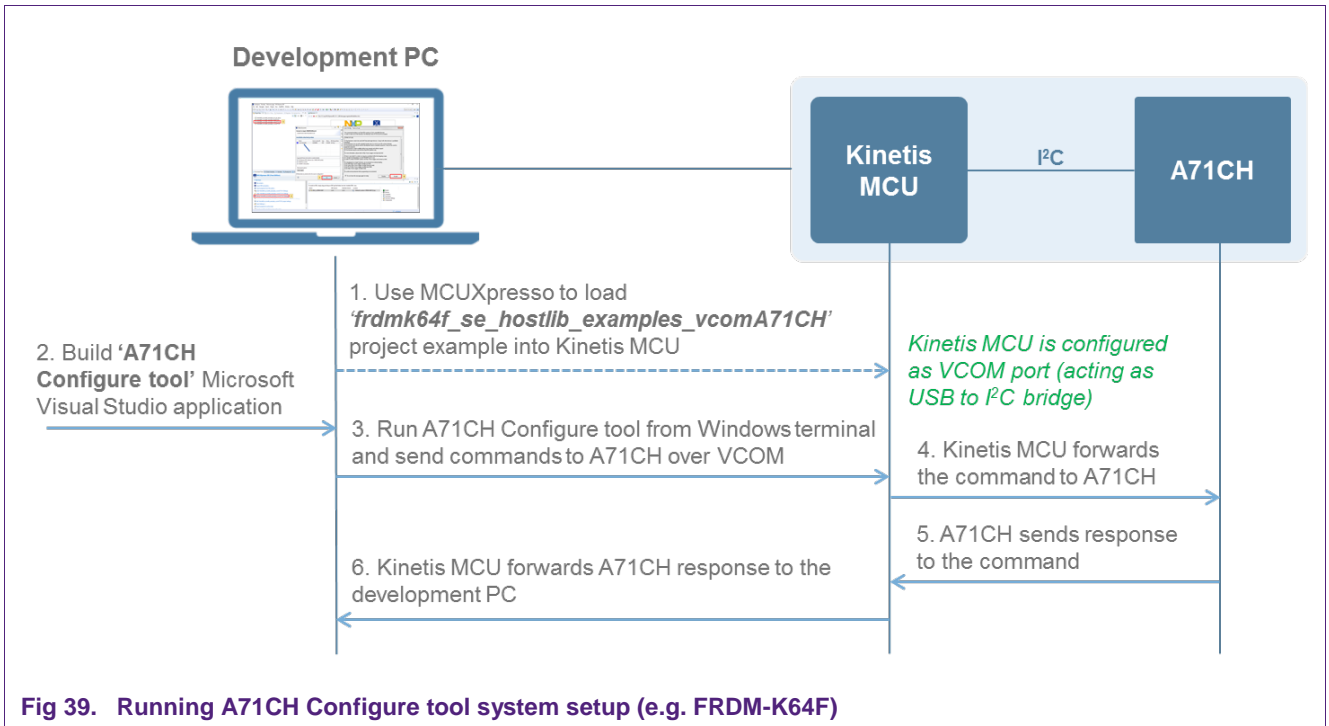 Development PC
NXP
Kinetis
MCU
I²C
A71CH
1. Use MCUXpresso to load
‘frdmk64f_se_hostlib_examples_vcomA71CH’
project example into Kinetis MCU
2. Build ‘A71CH
Configure tool’ Microsoft
Visual Studio application
Kinetis MCU is configured
as VCOM port (acting as
USB to I²C bridge)
3. Run A71CH Configure tool from Windows terminal
and send commands to A71CH over VCOM
4. Kinetis MCU forwards
the command to A71CH
5. A71CH sends response
to the command
6. Kinetis MCU forwards A71CH response to the
development PC
Fig 39. Running A71CH Configure tool system setup (e.g. FRDM-K64F)